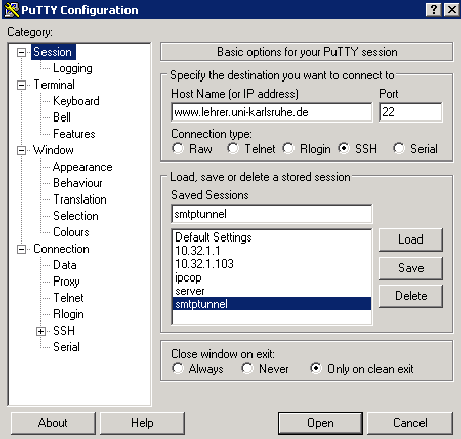 PuTTY Configuration
Category:
Session
Logging
Terminal
Keyboard
Bell
Features
Window
Appearance
Behaviour
Translation
Selection
Colours
Connection
Data
Proxy
Telnet
Rlogin
SSH
Serial
Basic options for your PuTTY session
Specify the destination you want to connect to
Host Name (or IP address) Port
www.lehrer.uni-karlsruhe.de 22
Connection type:
Raw Telnet Rlogin SSH Serial
Load, save or delete a stored session
Saved Sessions
smtptunnel
Default Settings
10.32.1.1
10.32.1.103
ipcop
server
smtptunnel
Load
Save
Delete
Close window on exit:
Always Never Only on clean exit
About Help Open Cancel